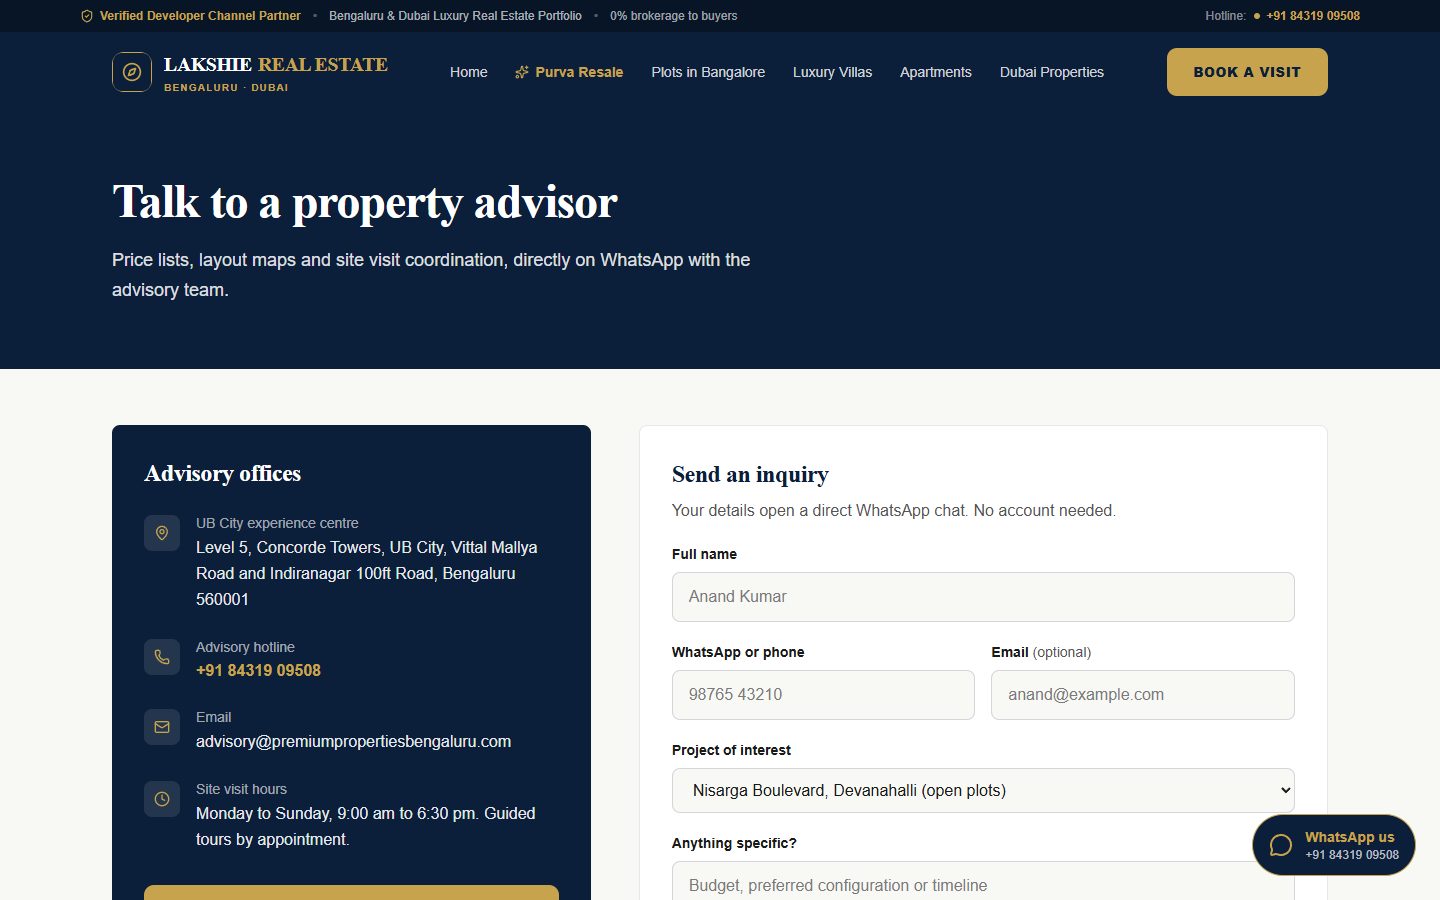 Verified Developer Channel Partner • Bengaluru & Dubai Luxury Real Estate Portfolio • 0% brokerage to buyers
Hotline: • +91 84319 09508
LAKSHIE REAL ESTATE
BENGALURU · DUBAI
Home
Purva Resale
Plots in Bangalore
Luxury Villas
Apartments
Dubai Properties
BOOK A VISIT
Talk to a property advisor
Price lists, layout maps and site visit coordination, directly on WhatsApp with the
advisory team.
Advisory offices
UB City experience centre
Level 5, Concorde Towers, UB City, Vittal Mallya
Road and Indiranagar 100ft Road, Bengaluru
560001
Advisory hotline
+91 84319 09508
Email
advisory@premiumpropertiesbengaluru.com
Site visit hours
Monday to Sunday, 9:00 am to 6:30 pm. Guided
tours by appointment.
Send an inquiry
Your details open a direct WhatsApp chat. No account needed.
Full name
Anand Kumar
WhatsApp or phone
98765 43210
Email (optional)
anand@example.com
Project of interest
Nisarga Boulevard, Devanahalli (open plots)
Anything specific?
Budget, preferred configuration or timeline
WhatsApp us
+91 84319 09508